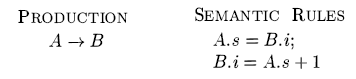 PRODUCTION SEMANTIC RULES
A → B A.s = B.i;
B.i = A.s + 1